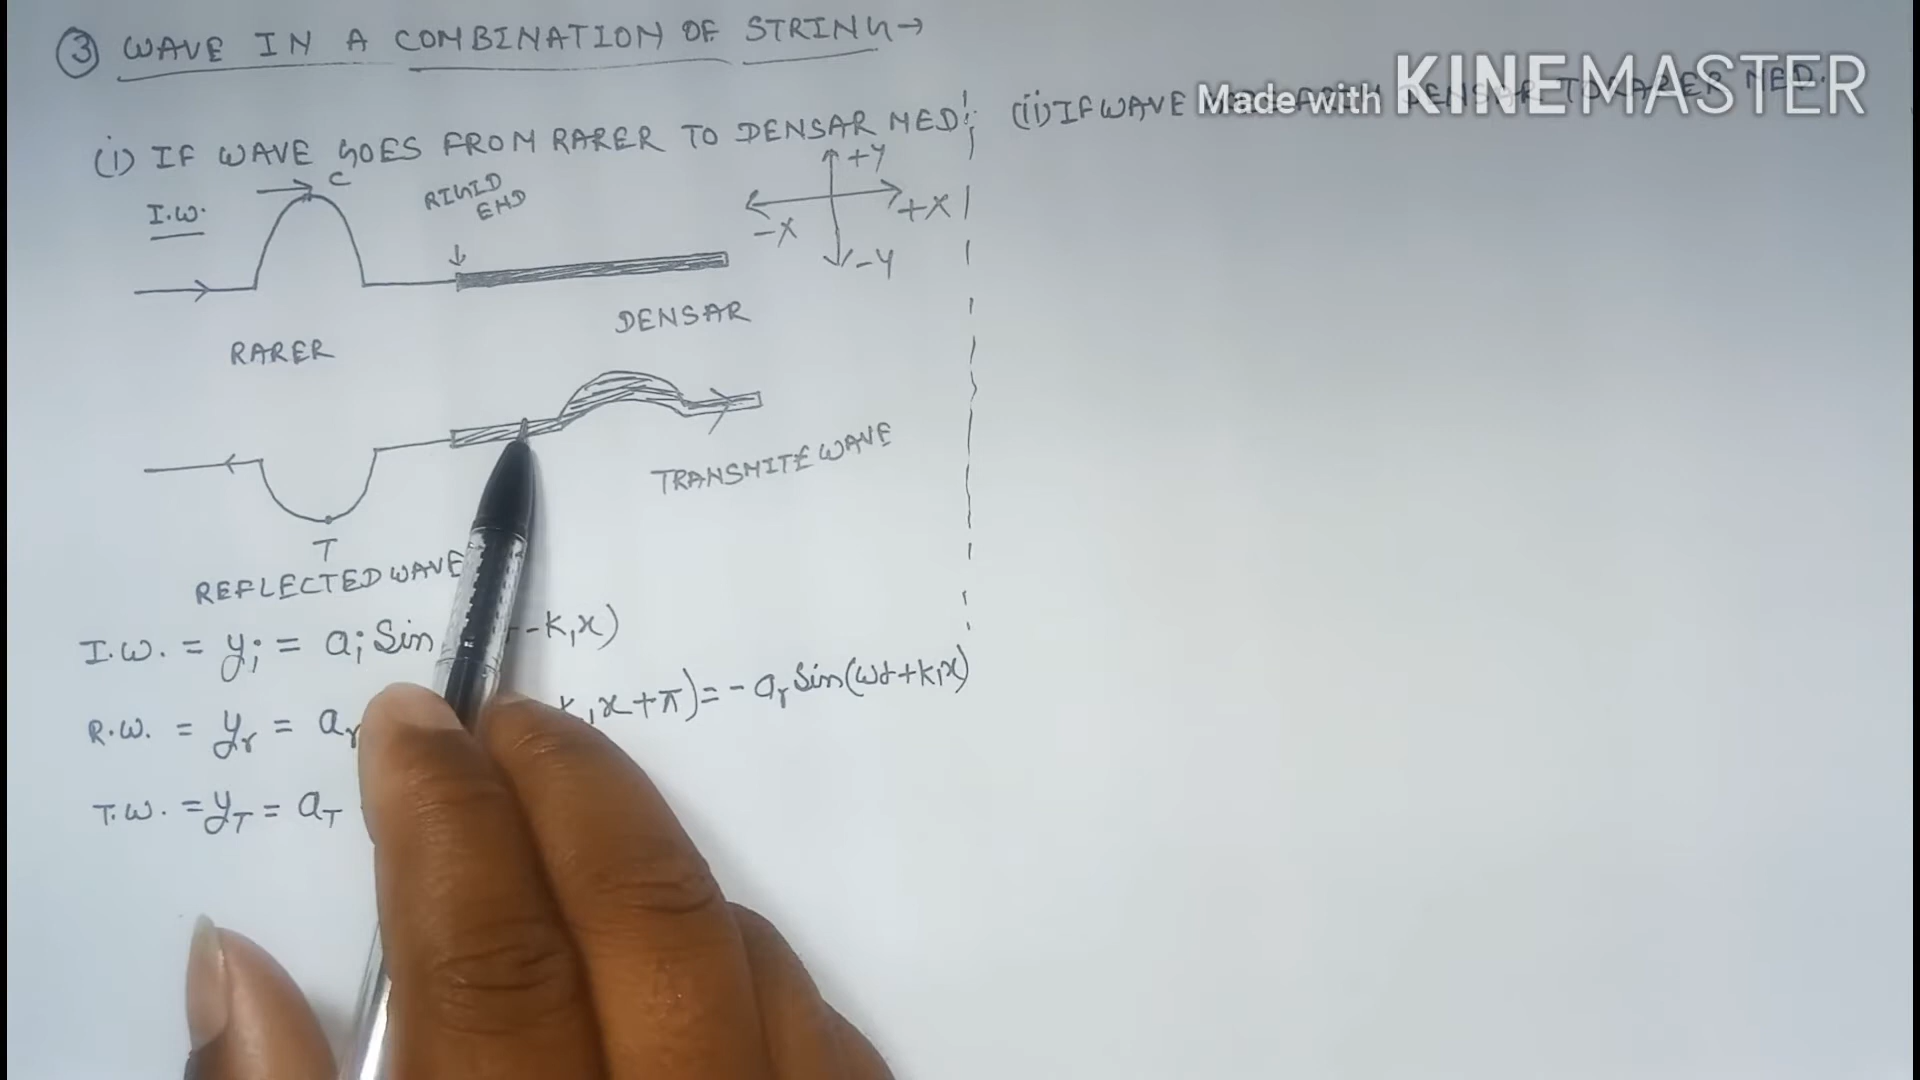 ③ WAVE IN A COMBINATION OF STRING→
(i) IF WAVE GOES FROM RARER TO DENSAR MED!
(ii) IF WAVE
Made with KINEMASTER
C
I.W.
RIGID
END
+Y
+X
-X
-Y
DENSAR
RARER
TRANSMITE WAVE
T
REFLECTED WAVE
I.W. = yi = ai Sin -k1x)
R.W. = yr = ar k1x+π) = - ar Sin(ωt+k1x)
T.W. = yT = aT